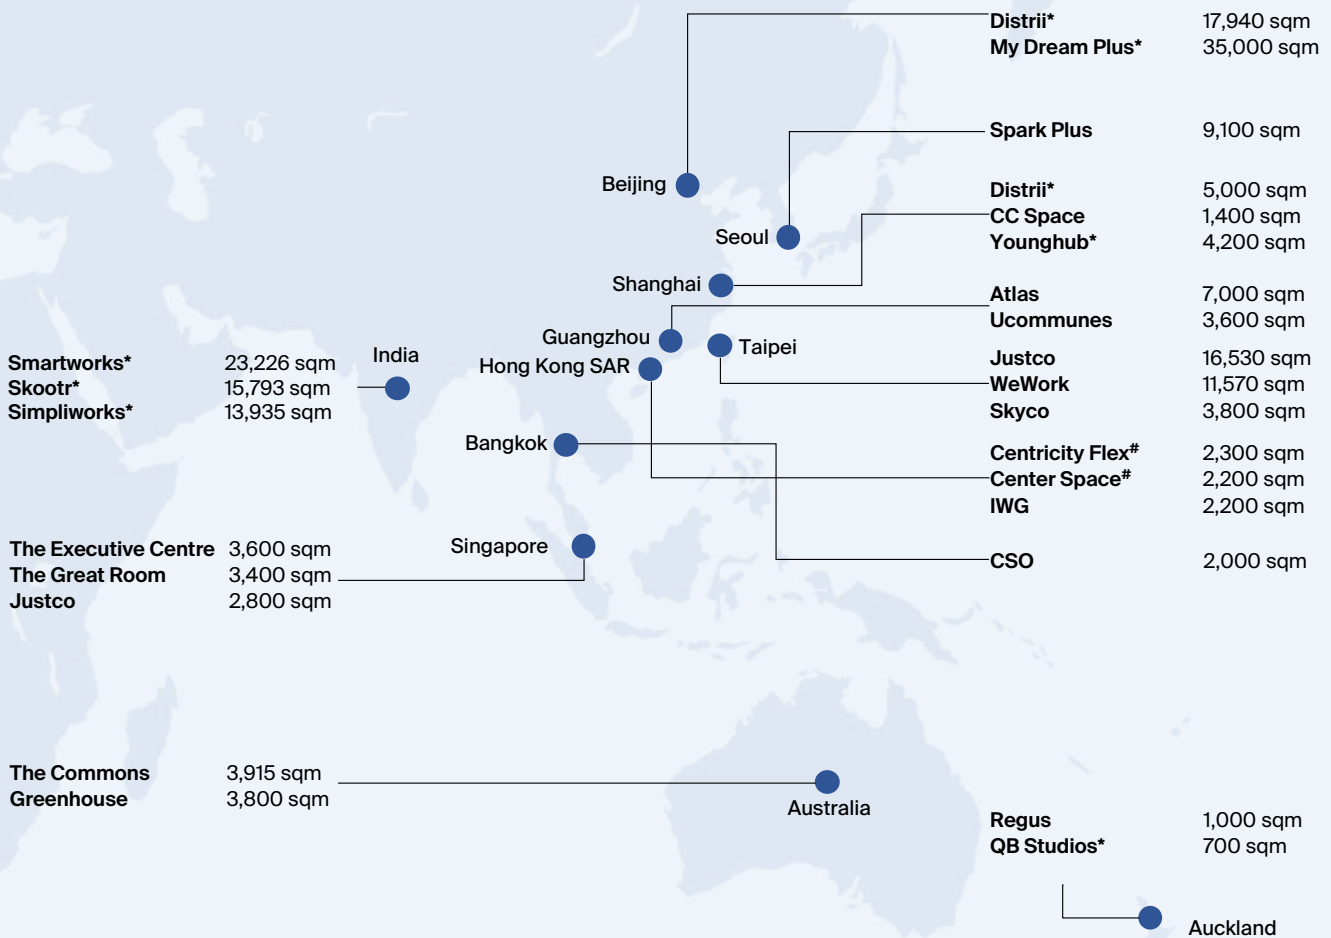 Distrii* 17,940 sqm
My Dream Plus* 35,000 sqm
Spark Plus 9,100 sqm
Beijing
Distrii* 5,000 sqm
CC Space 1,400 sqm
Seoul
Younghub* 4,200 sqm
Shanghai
Atlas 7,000 sqm
Ucommunes 3,600 sqm
Guangzhou
Taipei
India
Hong Kong SAR
Smartworks* 23,226 sqm
Skootr* 15,793 sqm
Simpliworks* 13,935 sqm
Justco 16,530 sqm
WeWork 11,570 sqm
Skyco 3,800 sqm
Bangkok
Centricity Flex# 2,300 sqm
Center Space# 2,200 sqm
IWG 2,200 sqm
Singapore
The Executive Centre 3,600 sqm
The Great Room 3,400 sqm
Justco 2,800 sqm
CSO 2,000 sqm
The Commons 3,915 sqm
Greenhouse 3,800 sqm
Australia
Regus 1,000 sqm
QB Studios* 700 sqm
Auckland